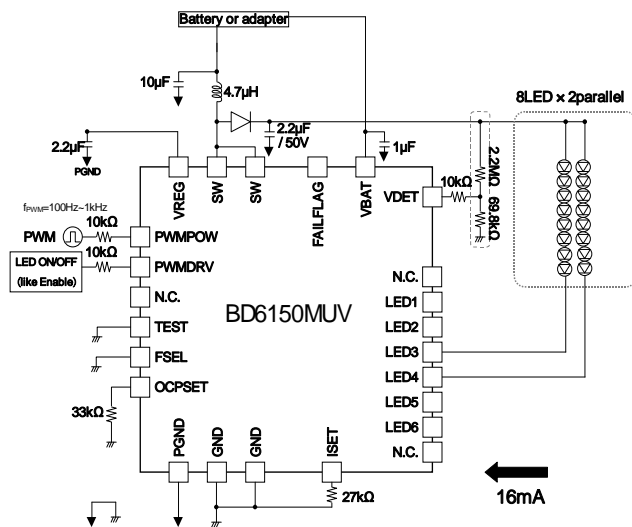 Battery or adapter
10µF
4.7µH
8LED × 2parallel
2.2µF
/ 50V
2.2µF
1µF
PGND
2.2MΩ
69.8kΩ
10kΩ
VREG
SW
SW
FAILFLAG
VBAT
VDET
fPWM=100Hz~1kHz
10kΩ
PWM
PWMPOW
10kΩ
LED ON/OFF
(like Enable)
PWMDRV
N.C.
N.C.
LED1
BD6150MUV
TEST
LED2
FSEL
LED3
OCPSET
LED4
33kΩ
LED5
LED6
N.C.
PGND
GND
GND
ISET
27kΩ
16mA